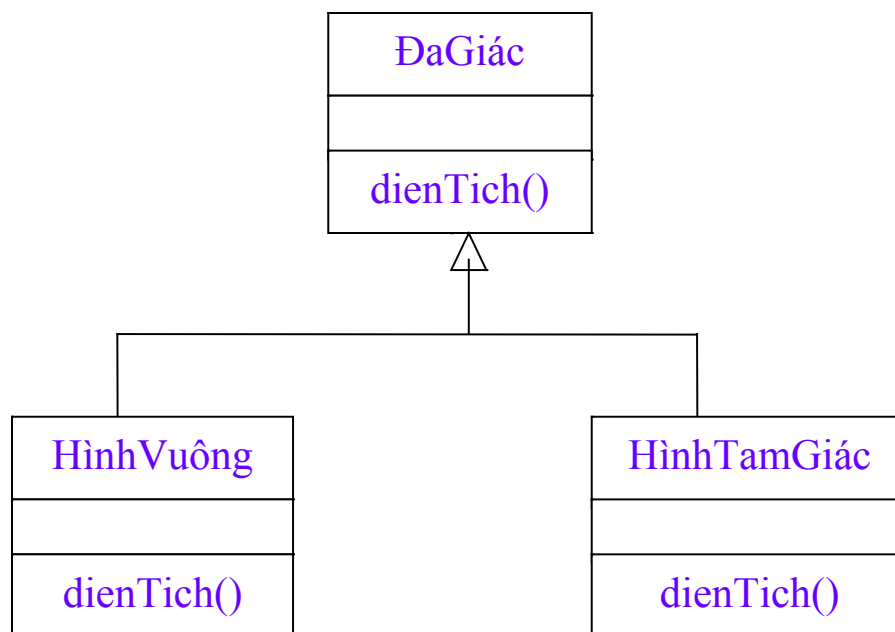 ĐaGiác
dienTich()
HìnhVuông
HìnhTamGiác
dienTich()
dienTich()